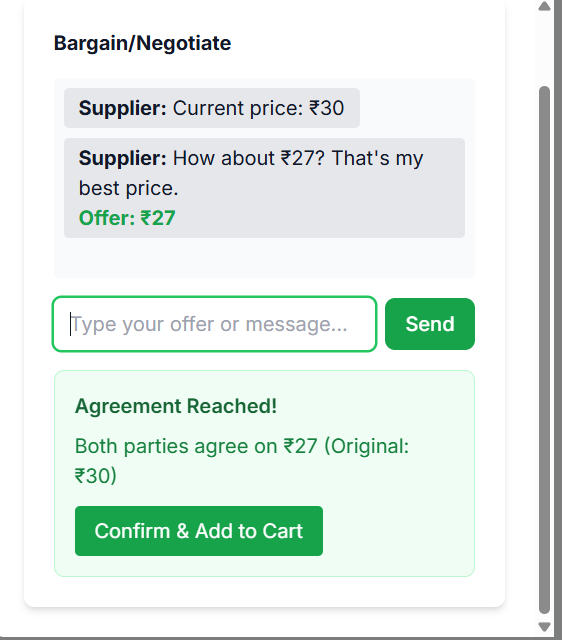 Bargain/Negotiate
Supplier: Current price: ₹30
Supplier: How about ₹27? That's my
best price.
Offer: ₹27
Type your offer or message...
Send
Agreement Reached!
Both parties agree on ₹27 (Original:
₹30)
Confirm & Add to Cart